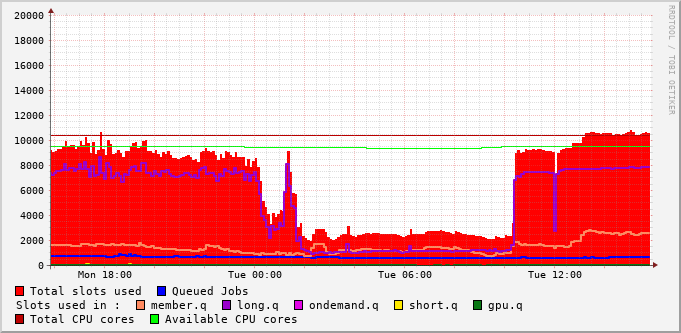 20000
18000
16000
14000
12000
10000
8000
6000
4000
2000
0
Mon 18:00 Tue 00:00 Tue 06:00 Tue 12:00
RRDTOOL / TOBI OETIKER
Total slots used Queued Jobs
Slots used in : member.q long.q ondemand.q short.q gpu.q
Total CPU cores Available CPU cores